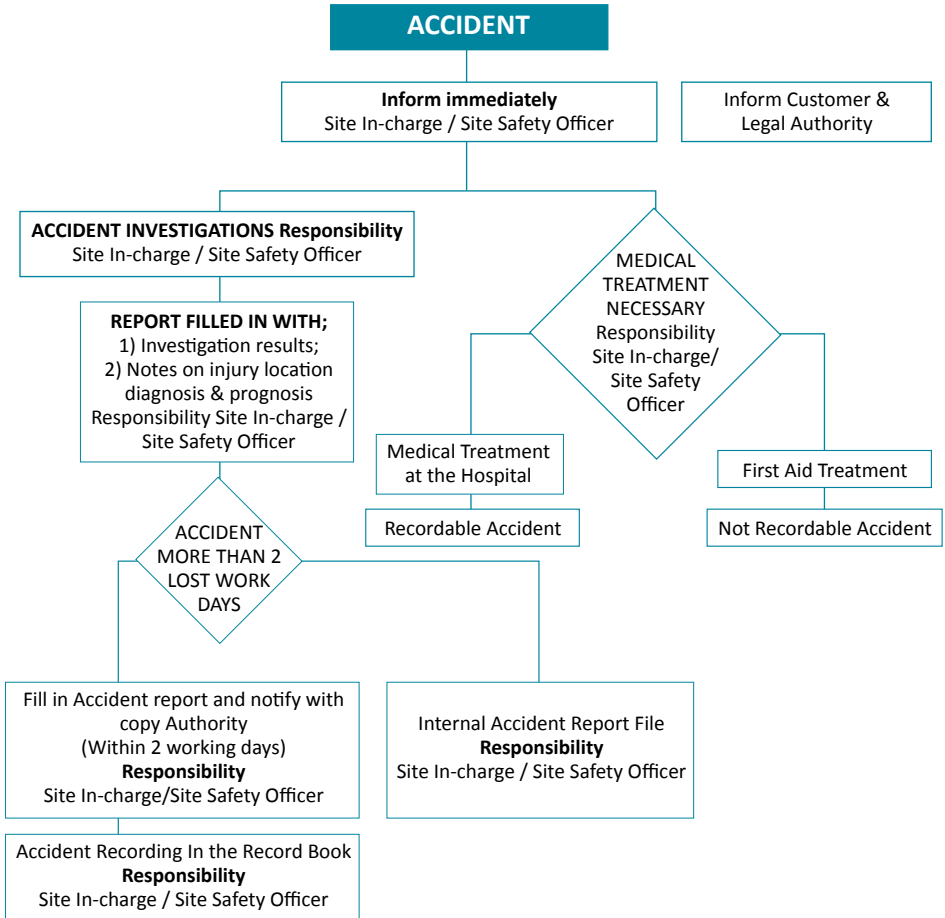 ACCIDENT
Inform immediately
Site In-charge / Site Safety Officer
Inform Customer &
Legal Authority
ACCIDENT INVESTIGATIONS Responsibility
Site In-charge / Site Safety Officer
MEDICAL
TREATMENT
NECESSARY
Responsibility
Site In-charge/
Site Safety
Officer
REPORT FILLED IN WITH;
1) Investigation results;
2) Notes on injury location
diagnosis & prognosis
Responsibility Site In-charge /
Site Safety Officer
Medical Treatment
at the Hospital
First Aid Treatment
Recordable Accident
Not Recordable Accident
ACCIDENT
MORE THAN 2
LOST WORK
DAYS
Fill in Accident report and notify with
copy Authority
(Within 2 working days)
Responsibility
Site In-charge/Site Safety Officer
Internal Accident Report File
Responsibility
Site In-charge / Site Safety Officer
Accident Recording In the Record Book
Responsibility
Site In-charge / Site Safety Officer